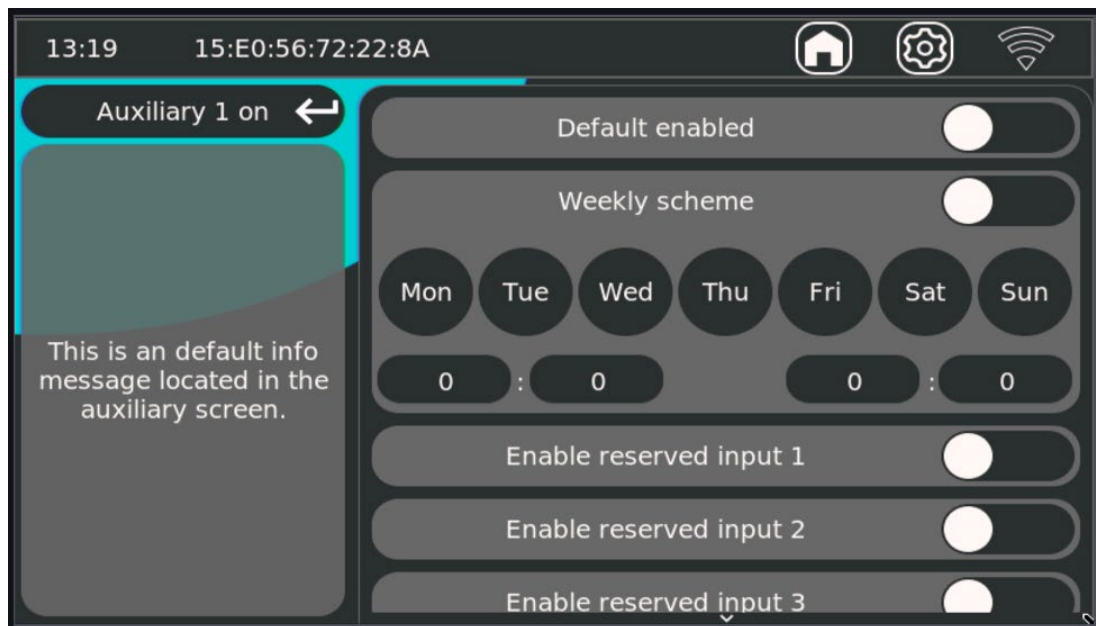 13:19 15:E0:56:72:22:8A
Auxiliary 1 on
This is an default info
message located in the
auxiliary screen.
Default enabled
Weekly scheme
Mon Tue Wed Thu Fri Sat Sun
0 : 0 0 : 0
Enable reserved input 1
Enable reserved input 2
Enable reserved input 3